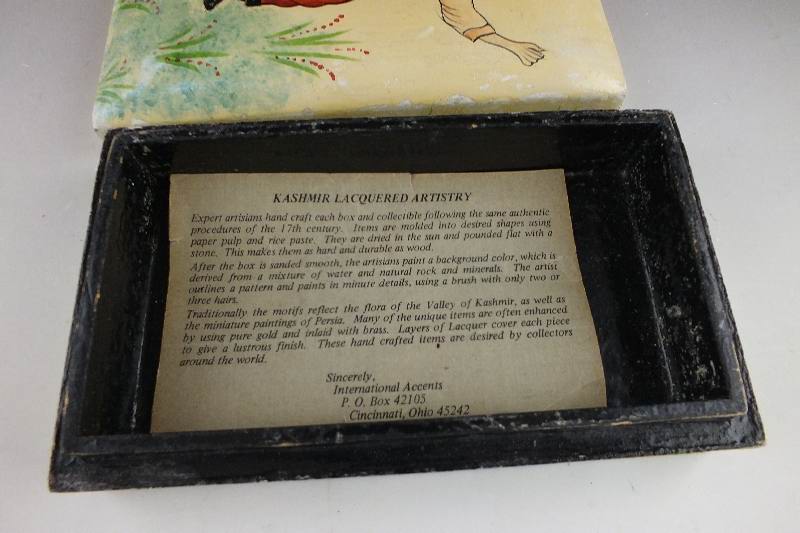 KASHMIR LACQUERED ARTISTRY
Expert artisians hand craft each box and collectible following the same authentic
procedures of the 17th century. Items are molded into desired shapes using
paper pulp and rice paste. They are dried in the sun and pounded flat with a
stone. This makes them as hard and durable as wood.
After the box is sanded smooth, the artisians paint a background color, which is
derived from a mixture of water and natural rock and minerals. The artist
outlines a pattern and paints in minute details, using a brush with only two or
three hairs.
Traditionally the motifs reflect the flora of the Valley of Kashmir, as well as
the miniature paintings of Persia. Many of the unique items are often enhanced
by using pure gold and inlaid with brass. Layers of Lacquer cover each piece
to give a lustrous finish. These hand crafted items are desired by collectors
around the world.
Sincerely,
International Accents
P. O. Box 42105
Cincinnati, Ohio 45242